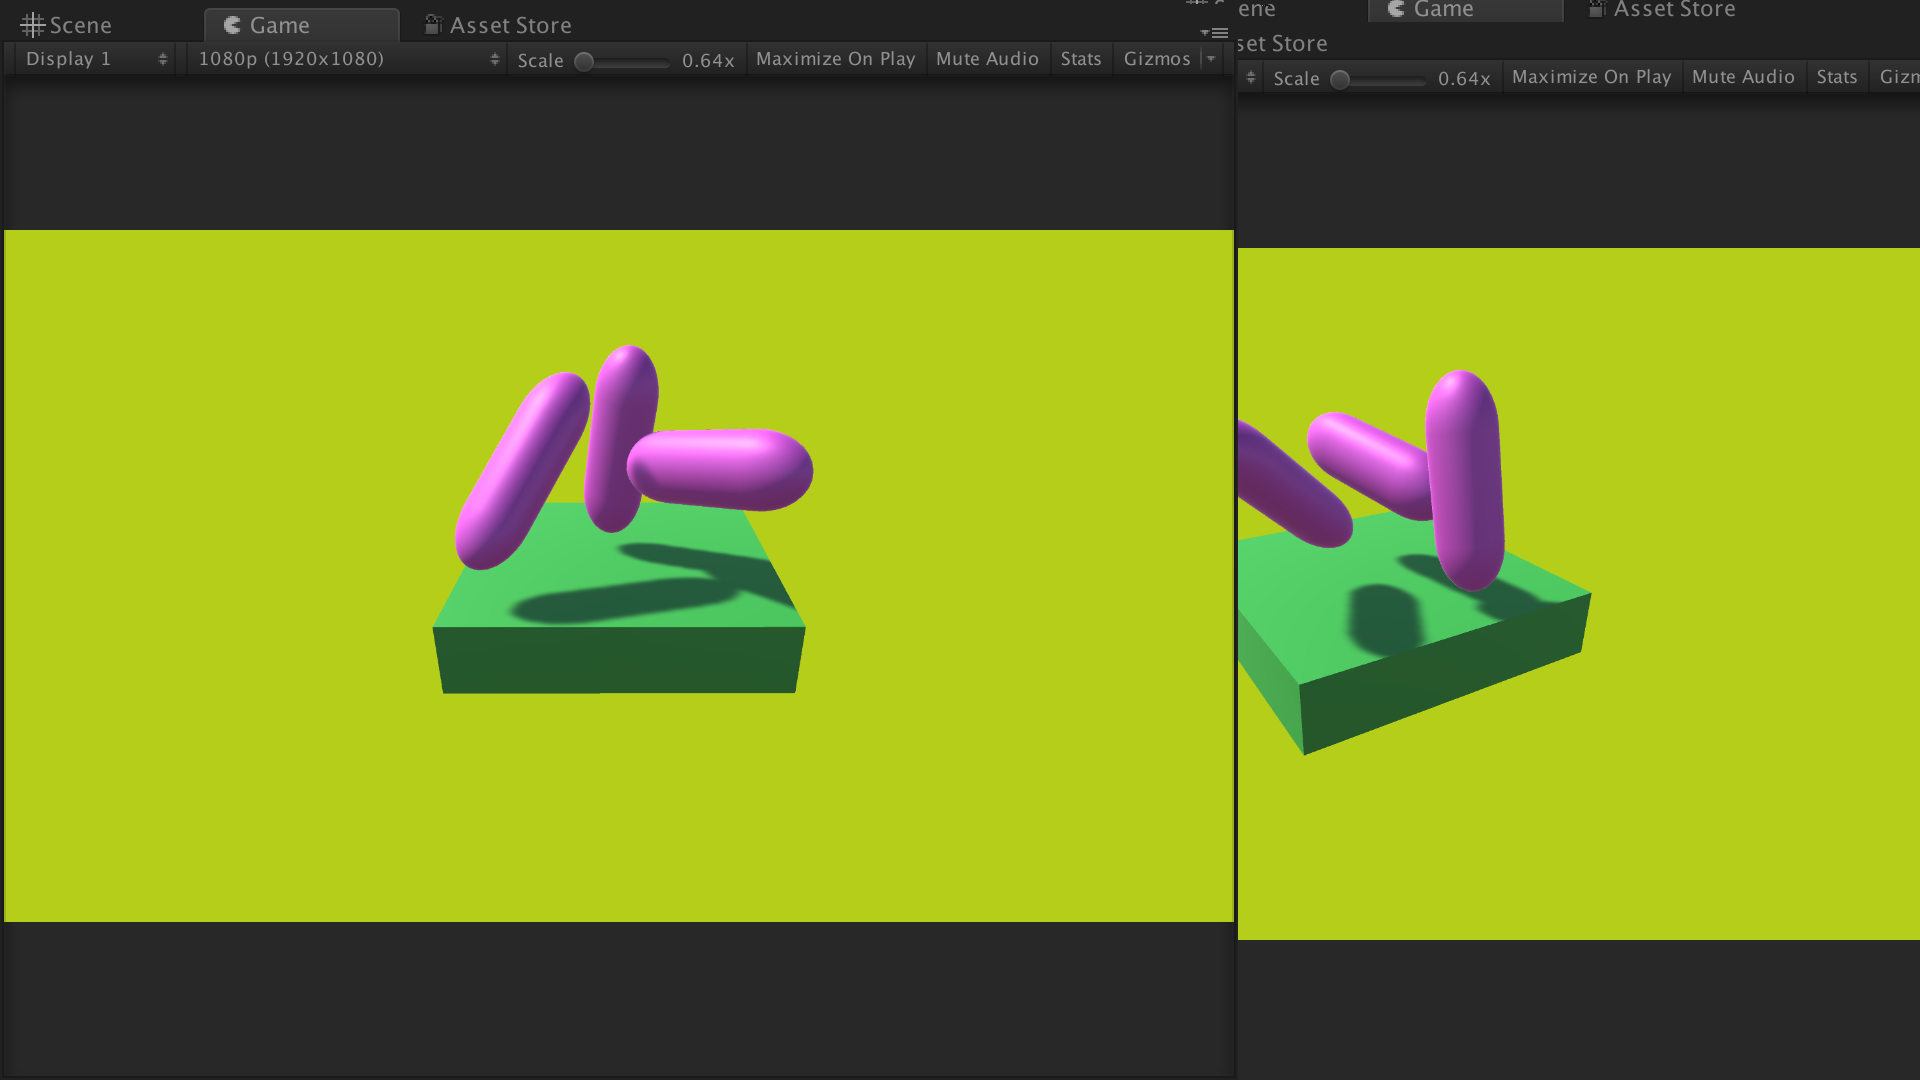 Scene Game Asset Store
Display 1 1080p (1920x1080) Scale 0.64x Maximize On Play Mute Audio Stats Gizmos
ene Game Asset Store
set Store
Scale 0.64x Maximize On Play Mute Audio Stats Gizm